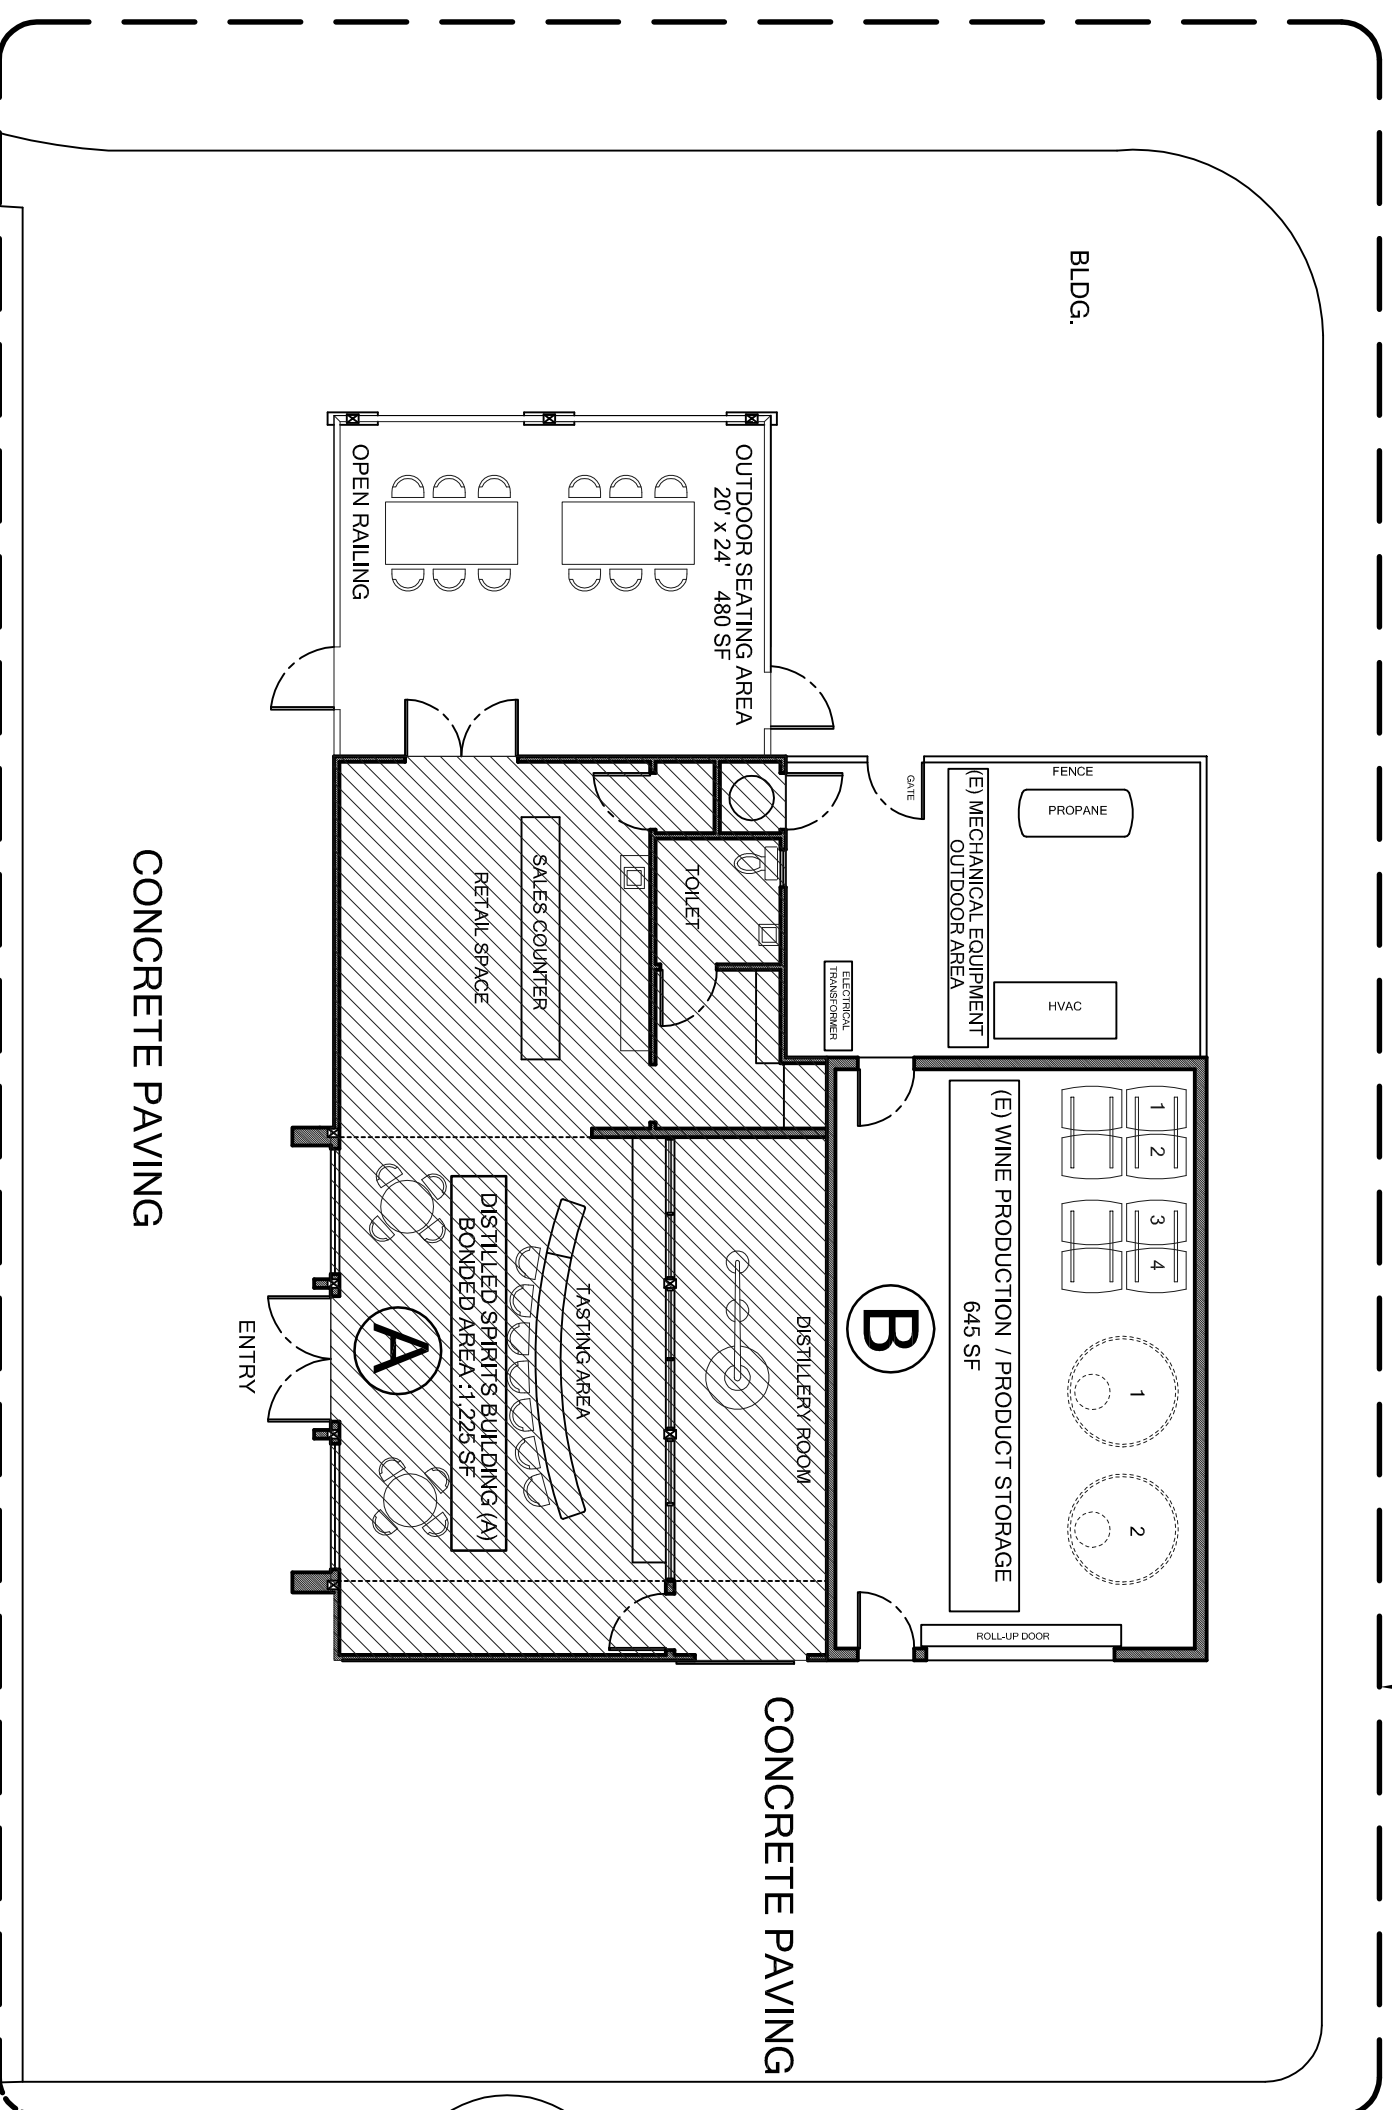 BLDG.
FENCE
PROPANE
HVAC
(E) MECHANICAL EQUIPMENT
OUTDOOR AREA
GATE
ELECTRICAL
TRANSFORMER
1
2
3
4
1
2
(E) WINE PRODUCTION / PRODUCT STORAGE
645 SF
B
ROLL-UP DOOR
OUTDOOR SEATING AREA
20' x 24' 480 SF
OPEN RAILING
TOILET
SALES COUNTER
RETAIL SPACE
DISTILLERY ROOM
TASTING AREA
DISTILLED SPIRITS BUILDING (A)
BONDED AREA :1,225 SF
A
ENTRY
CONCRETE PAVING
CONCRETE PAVING